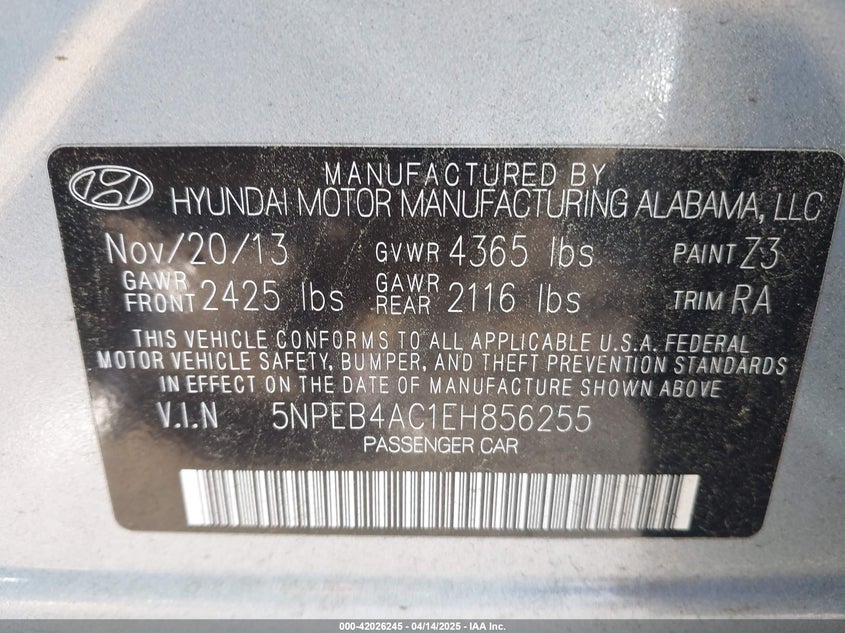 MANUFACTURED BY
HYUNDAI MOTOR MANUFACTURING ALABAMA, LLC
Nov/20/13 GVWR 4365 lbs PAINT Z3
GAWR FRONT 2425 lbs GAWR REAR 2116 lbs TRIM RA
THIS VEHICLE CONFORMS TO ALL APPLICABLE U.S.A. FEDERAL
MOTOR VEHICLE SAFETY, BUMPER, AND THEFT PREVENTION STANDARDS
IN EFFECT ON THE DATE OF MANUFACTURE SHOWN ABOVE
V.I.N 5NPEB4AC1EH856255
PASSENGER CAR
000-42026245 - 04/14/2025 - IAA Inc.